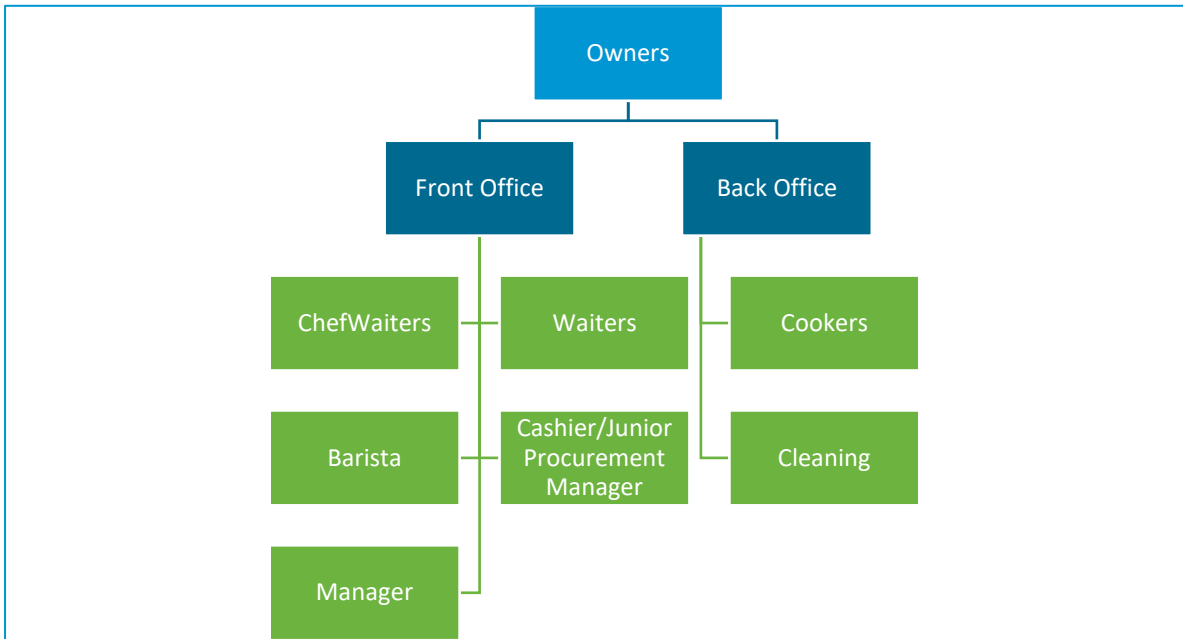 Owners
Front Office
Back Office
ChefWaiters
Waiters
Cookers
Barista
Cashier/Junior
Procurement
Manager
Cleaning
Manager